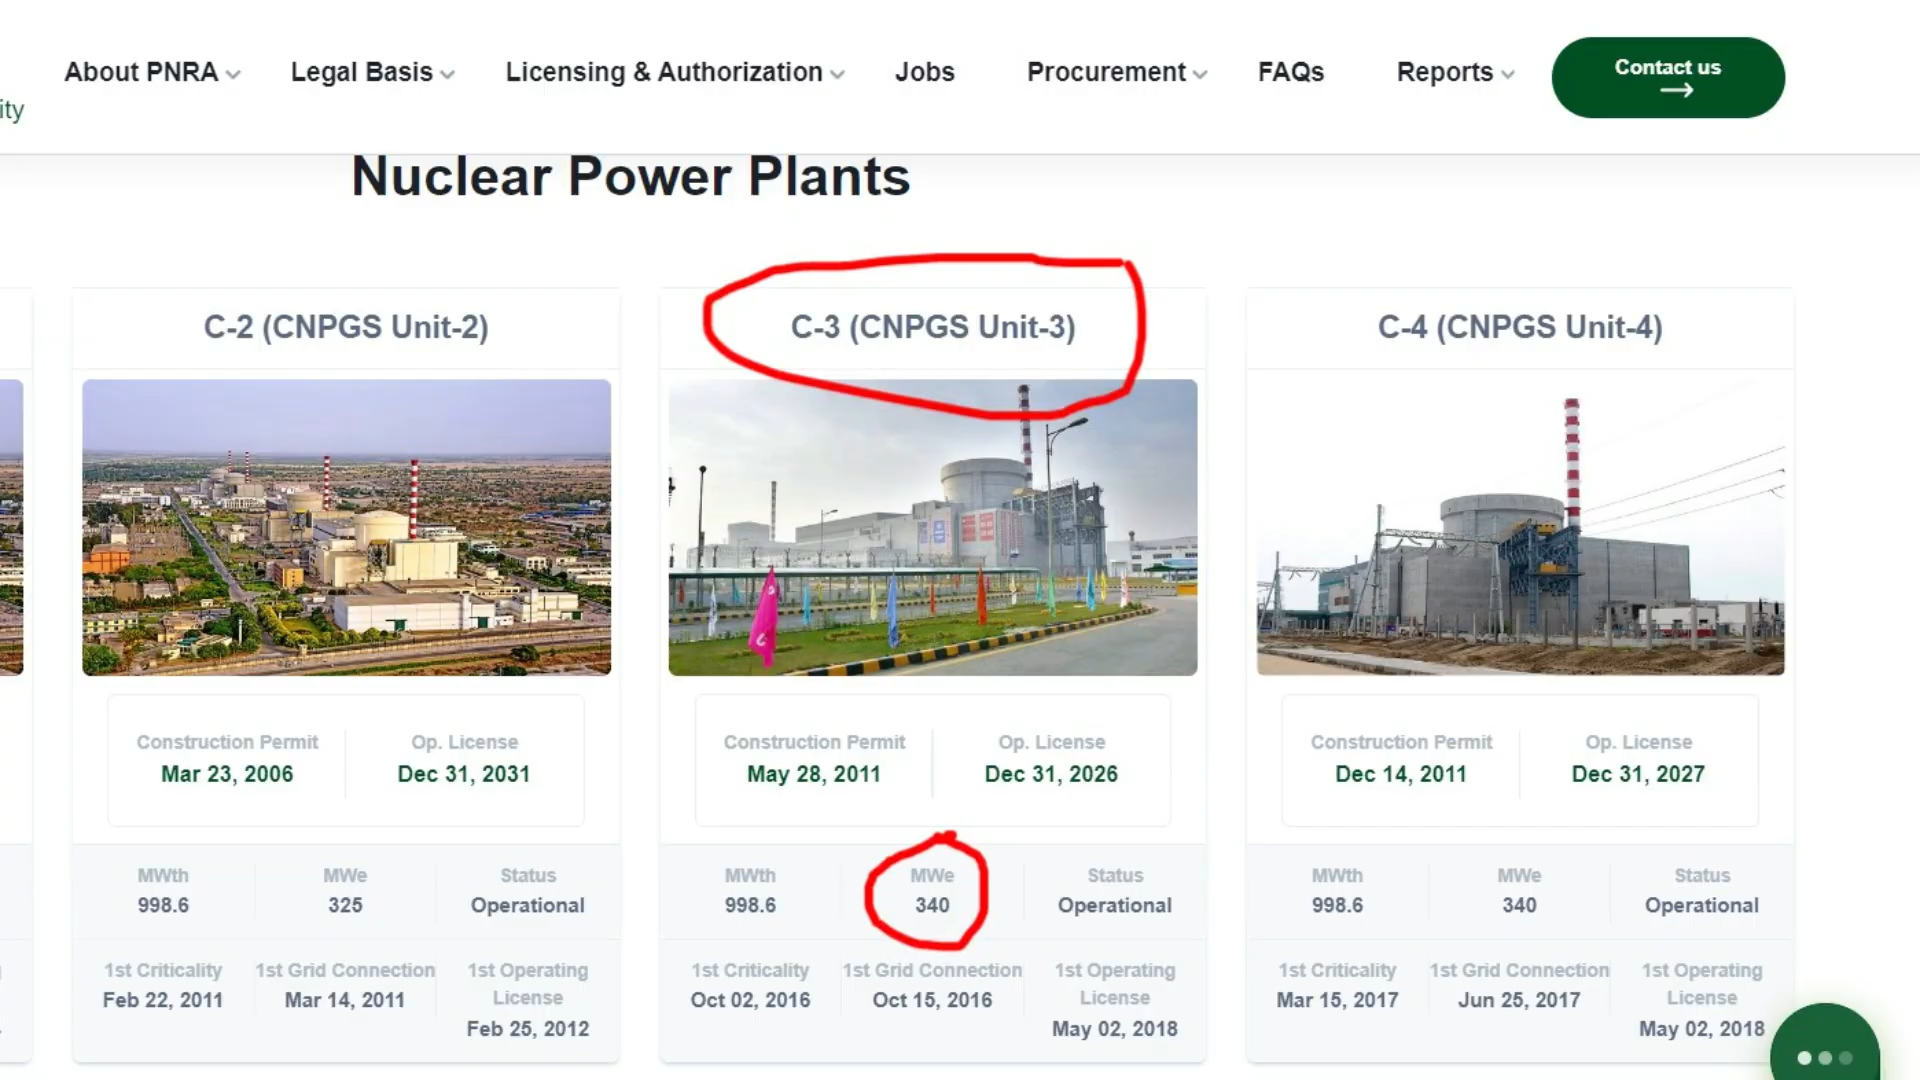 About PNRA
Legal Basis
Licensing & Authorization
Jobs
Procurement
FAQs
Reports
Contact us
ity
Nuclear Power Plants
C-2 (CNPGS Unit-2)
Construction Permit
Mar 23, 2006
Op. License
Dec 31, 2031
MWth
998.6
MWe
325
Status
Operational
1st Criticality
Feb 22, 2011
1st Grid Connection
Mar 14, 2011
1st Operating
License
Feb 25, 2012
C-3 (CNPGS Unit-3)
Construction Permit
May 28, 2011
Op. License
Dec 31, 2026
MWth
998.6
MWe
340
Status
Operational
1st Criticality
Oct 02, 2016
1st Grid Connection
Oct 15, 2016
1st Operating
License
May 02, 2018
C-4 (CNPGS Unit-4)
Construction Permit
Dec 14, 2011
Op. License
Dec 31, 2027
MWth
998.6
MWe
340
Status
Operational
1st Criticality
Mar 15, 2017
1st Grid Connection
Jun 25, 2017
1st Operating
License
May 02, 2018